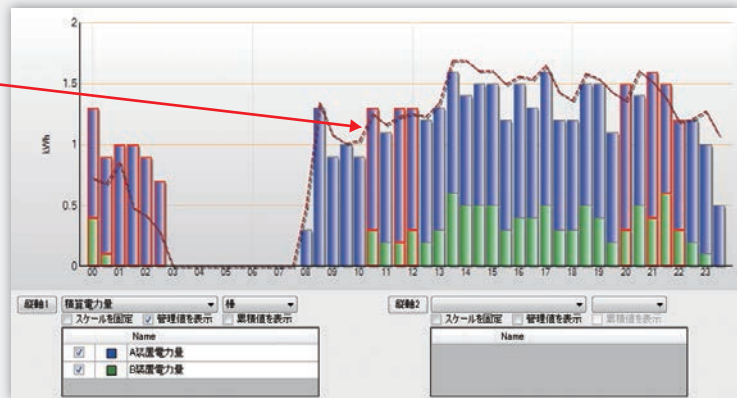 2
1.5
1
0.5
0
kWh
00 01 02 03 04 05 06 07 08 09 10 11 12 13 14 15 16 17 18 19 20 21 22 23
縦軸1 積算電力量 棒
スケールを固定 管理値を表示 累積値を表示
Name
A装置電力量
B装置電力量
縦軸2
スケールを固定 管理値を表示 累積値を表示
Name